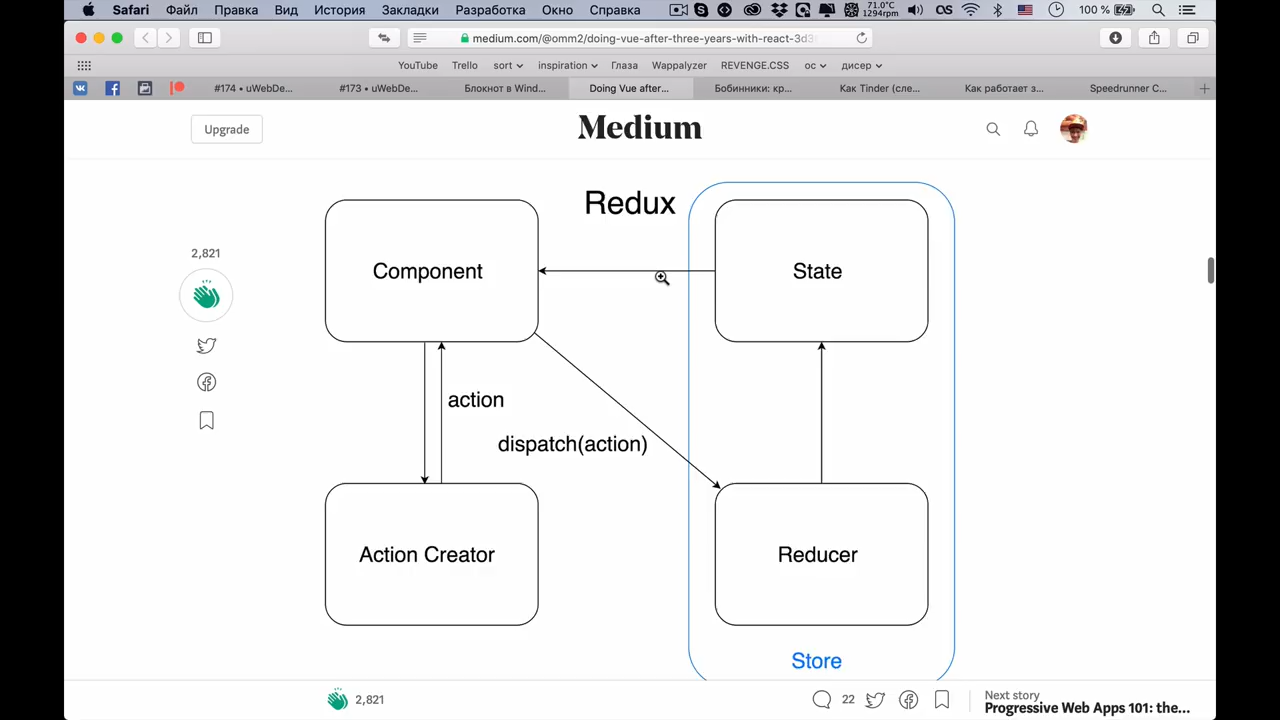 Safari Файл Правка Вид История Закладки Разработка Окно Справка 71.0°C 1294rpm 100 %
medium.com/@omm2/doing-vue-after-three-years-with-react-3d3
YouTube Trello sort inspiration Глаза Wappalyzer REVENGE.CSS ос дисер
#174 • uWebDe... #173 • uWebDe... Блокнот в Wind... Doing Vue after... Бобинники: кр... Как Tinder (сле... Как работает з... Speedrunner C...
Upgrade
Medium
Redux
2,821
Component
State
action
dispatch(action)
Action Creator
Reducer
Store
2,821
22
Next story
Progressive Web Apps 101: the...